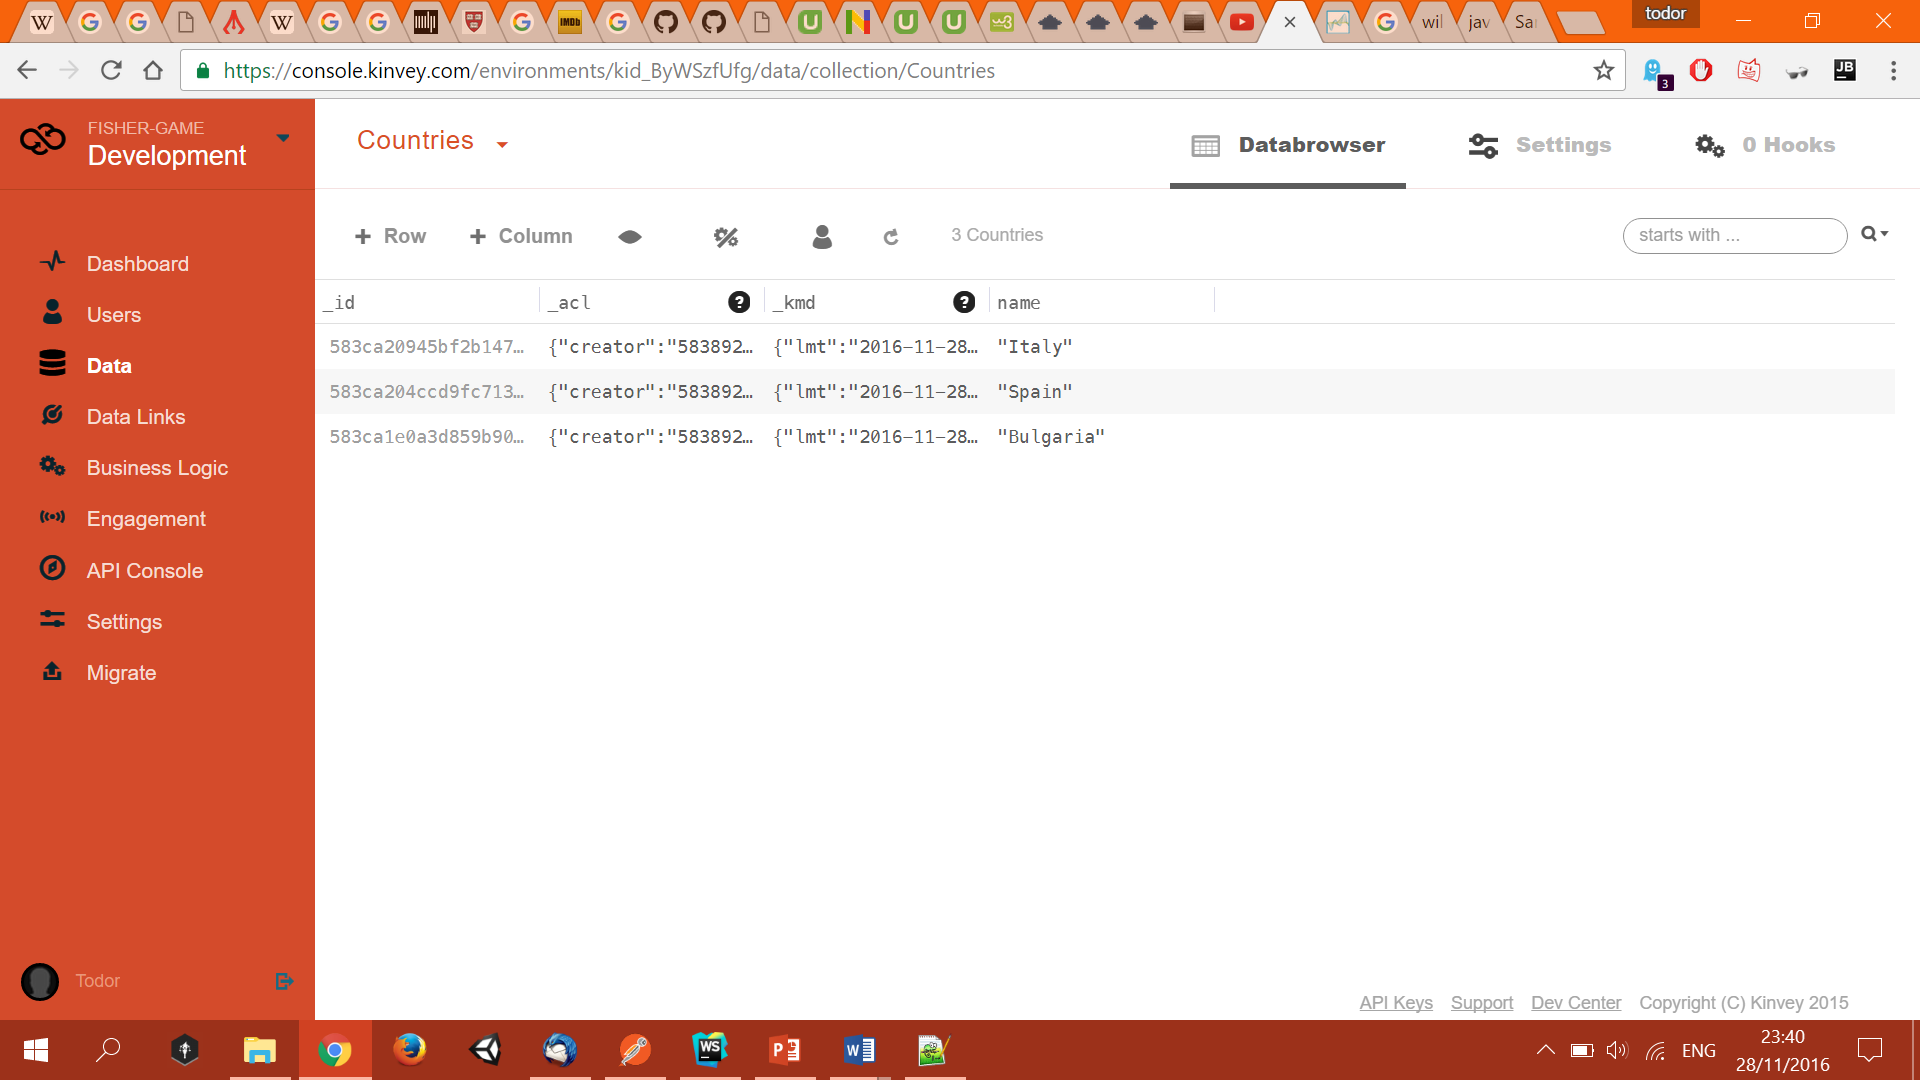 todor
wil
jav
Sa
https://console.kinvey.com/environments/kid_ByWSzfUfg/data/collection/Countries
3
JB
FISHER-GAME
Development
Countries
Databrowser
Settings
0 Hooks
+ Row
+ Column
3 Countries
starts with ...
_id _acl ? _kmd ? name
583ca20945bf2b147… {"creator":"583892… {"lmt":"2016-11-28… "Italy"
583ca204ccd9fc713… {"creator":"583892… {"lmt":"2016-11-28… "Spain"
583ca1e0a3d859b90… {"creator":"583892… {"lmt":"2016-11-28… "Bulgaria"
Dashboard
Users
Data
Data Links
Business Logic
Engagement
API Console
Settings
Migrate
Todor
API Keys Support Dev Center Copyright (C) Kinvey 2015
WS
ENG
23:40
28/11/2016